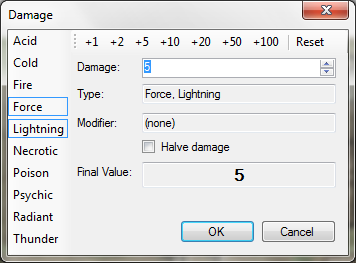 Damage
Acid
Cold
Fire
Force
Lightning
Necrotic
Poison
Psychic
Radiant
Thunder
+1 +2 +5 +10 +20 +50 +100 Reset
Damage: 5
Type: Force, Lightning
Modifier: (none)
Halve damage
Final Value: 5
OK Cancel